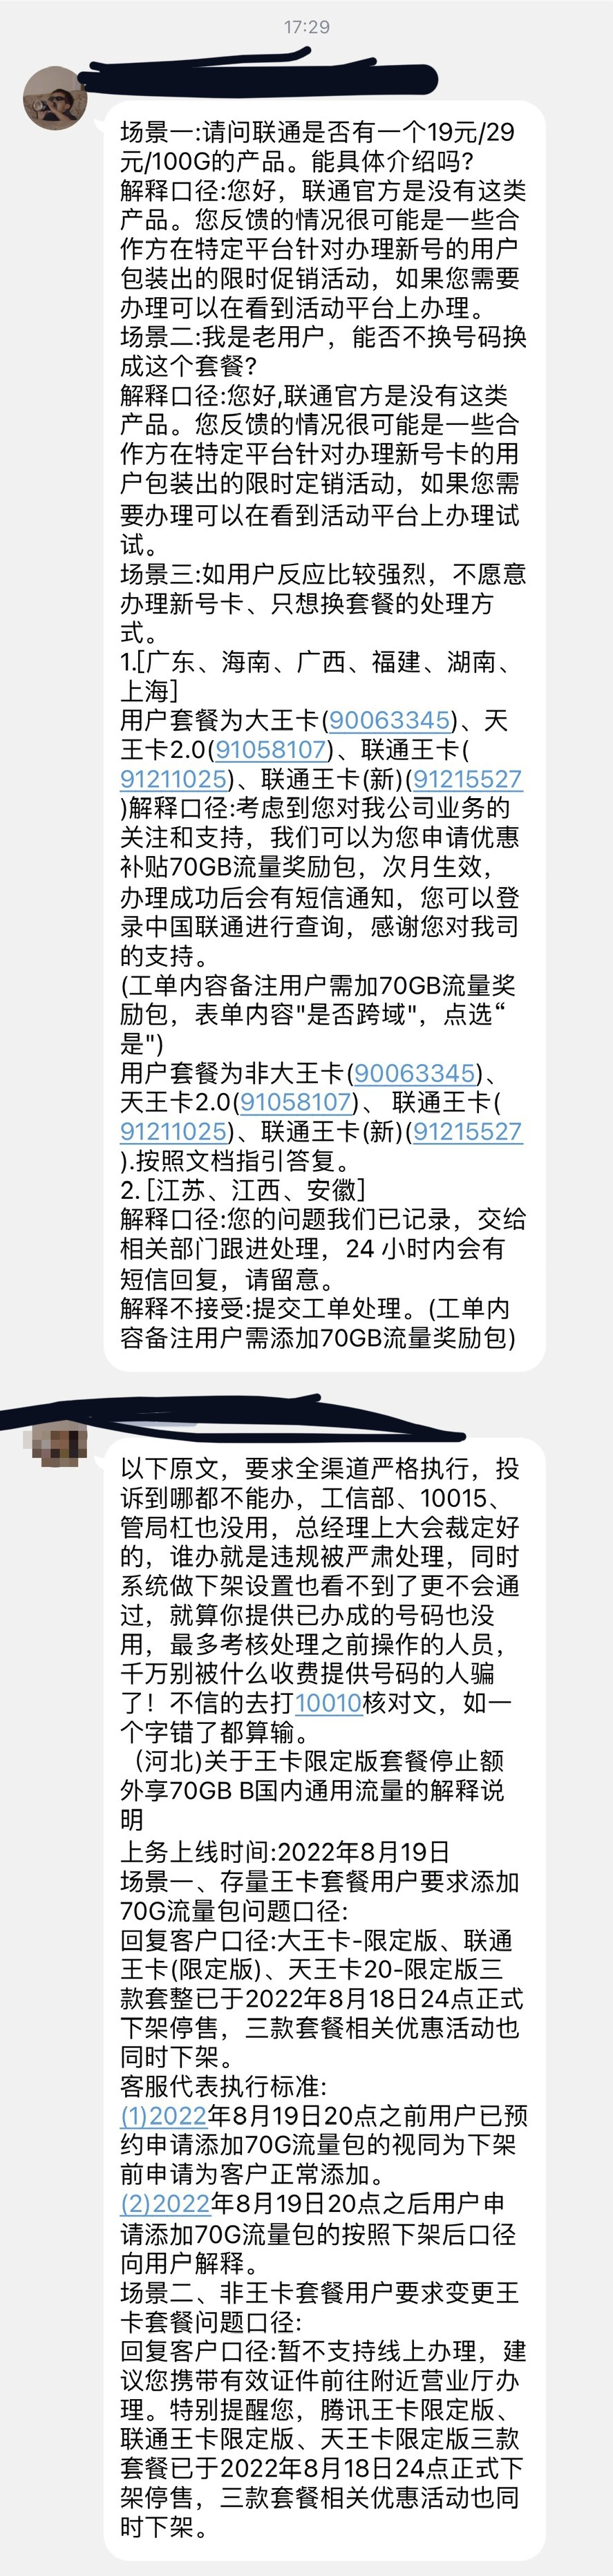 17:29
场景一:请问联通是否有一个19元/29
元/100G的产品。能具体介绍吗?
解释口径:您好，联通官方是没有这类
产品。您反馈的情况很可能是一些合
作方在特定平台针对办理新号的用户
包装出的限时促销活动，如果您需要
办理可以在看到活动平台上办理。
场景二:我是老用户，能否不换号码换
成这个套餐?
解释口径:您好,联通官方是没有这类
产品。您反馈的情况很可能是一些合
作方在特定平台针对办理新号卡的用
户包装出的限时定销活动，如果您需
要办理可以在看到活动平台上办理试
试。
场景三:如用户反应比较强烈，不愿意
办理新号卡、只想换套餐的处理方
式。
1.[广东、海南、广西、福建、湖南、
上海]
用户套餐为大王卡(90063345)、天
王卡2.0(91058107)、联通王卡(
91211025)、联通王卡(新)(91215527
)解释口径:考虑到您对我公司业务的
关注和支持，我们可以为您申请优惠
补贴70GB流量奖励包，次月生效，
办理成功后会有短信通知，您可以登
录中国联通进行查询，感谢您对我司
的支持。
(工单内容备注用户需加70GB流量奖
励包，表单内容"是否跨域"，点选“
是")
用户套餐为非大王卡(90063345)、
天王卡2.0(91058107)、 联通王卡(
91211025)、联通王卡(新)(91215527
).按照文档指引答复。
2. [江苏、江西、安徽]
解释口径:您的问题我们已记录，交给
相关部门跟进处理，24 小时内会有
短信回复，请留意。
解释不接受:提交工单处理。(工单内
容备注用户需添加70GB流量奖励包)
以下原文，要求全渠道严格执行，投
诉到哪都不能办，工信部、10015、
管局杠也没用，总经理上大会裁定好
的，谁办就是违规被严肃处理，同时
系统做下架设置也看不到了更不会通
过，就算你提供已办成的号码也没
用，最多考核处理之前操作的人员，
千万别被什么收费提供号码的人骗
了！不信的去打10010核对文，如一
个字错了都算输。
（河北)关于王卡限定版套餐停止额
外享70GB B国内通用流量的解释说
明
上务上线时间:2022年8月19日
场景一、存量王卡套餐用户要求添加
70G流量包问题口径:
回复客户口径:大王卡-限定版、联通
王卡(限定版)、天王卡20-限定版三
款套整已于2022年8月18日24点正式
下架停售，三款套餐相关优惠活动也
同时下架。
客服代表执行标准:
(1)2022年8月19日20点之前用户已预
约申请添加70G流量包的视同为下架
前申请为客户正常添加。
(2)2022年8月19日20点之后用户申
请添加70G流量包的按照下架后口径
向用户解释。
场景二、非王卡套餐用户要求变更王
卡套餐问题口径:
回复客户口径:暂不支持线上办理，建
议您携带有效证件前往附近营业厅办
理。特别提醒您，腾讯王卡限定版、
联通王卡限定版、天王卡限定版三款
套餐已于2022年8月18日24点正式下
架停售，三款套餐相关优惠活动也同
时下架。